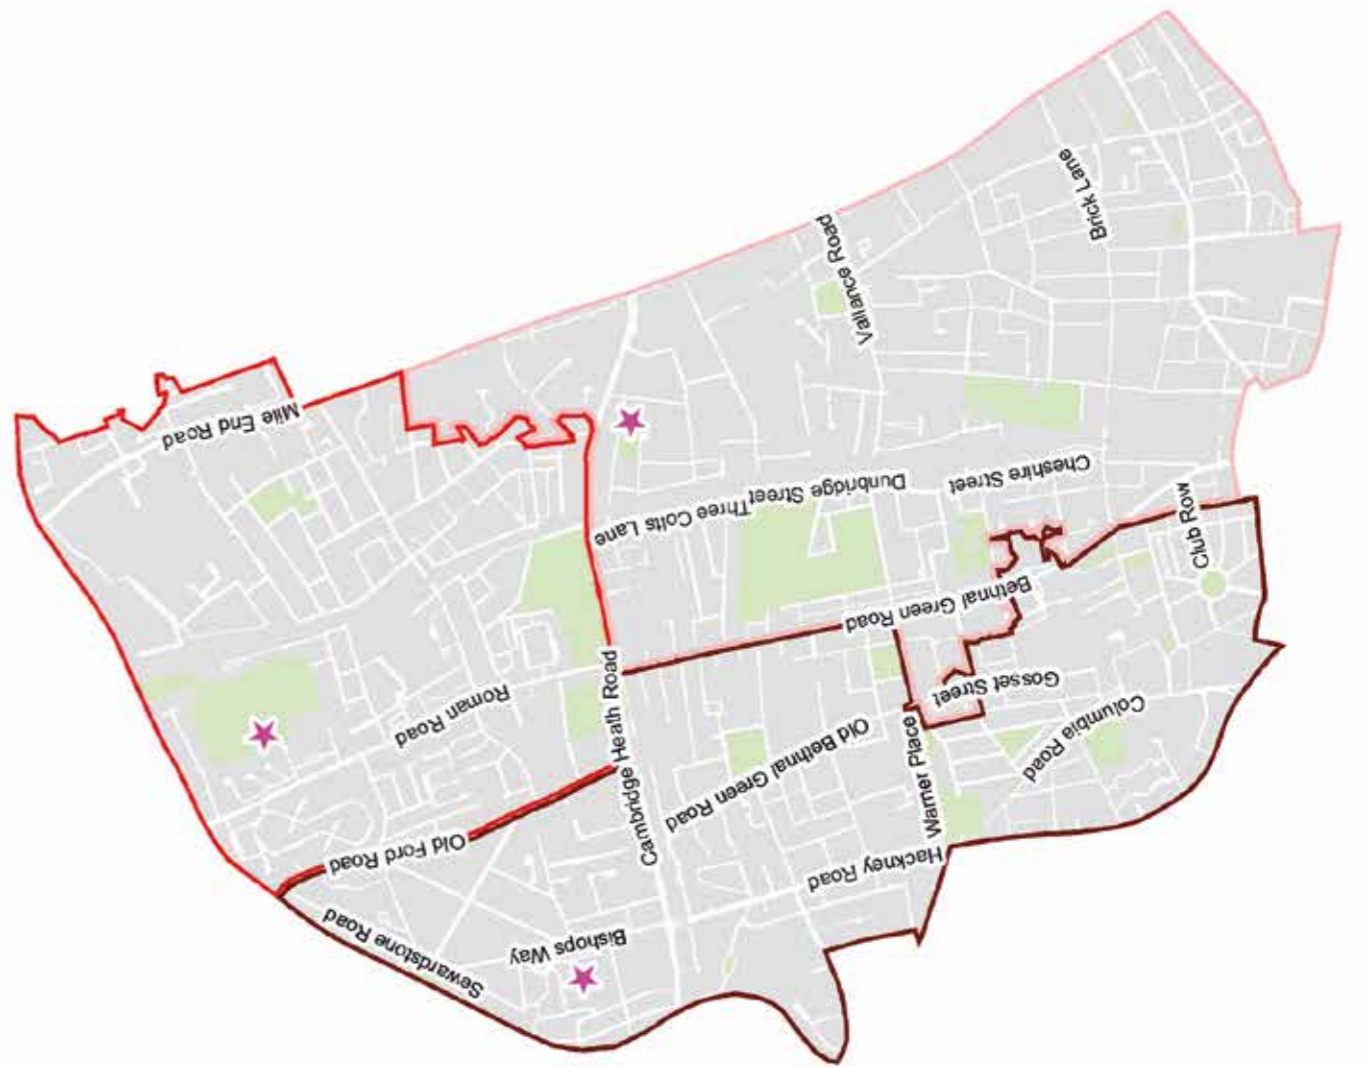 Sewardstone Road
Bishops Way
Hackney Road
Old Ford Road
Cambridge Heath Road
Old Bethnal Green Road
Warner Place
Columbia Road
Gosset Street
Roman Road
Bethnal Green Road
Club Row
Three Colts Lane
Dunbridge Street
Cheshire Street
Mile End Road
Vallance Road
Brick Lane